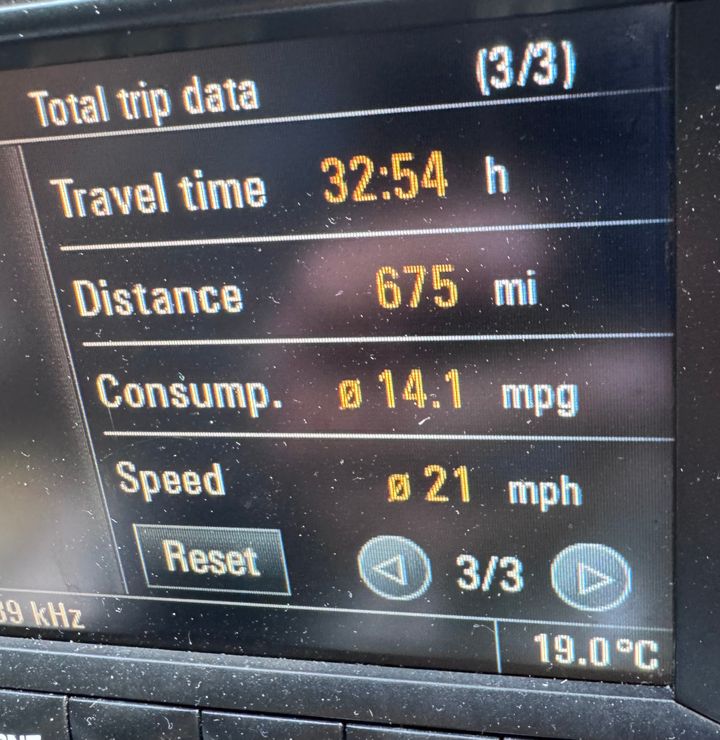 Total trip data (3/3)
Travel time 32:54 h
Distance 675 mi
Consump. ø 14.1 mpg
Speed ø 21 mph
Reset 3/3
kHz
19.0°C